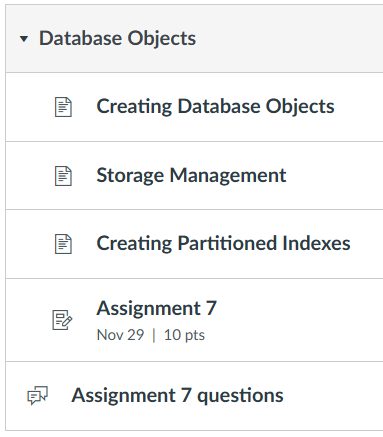 Database Objects
Creating Database Objects
Storage Management
Creating Partitioned Indexes
Assignment 7
Nov 29 | 10 pts
Assignment 7 questions